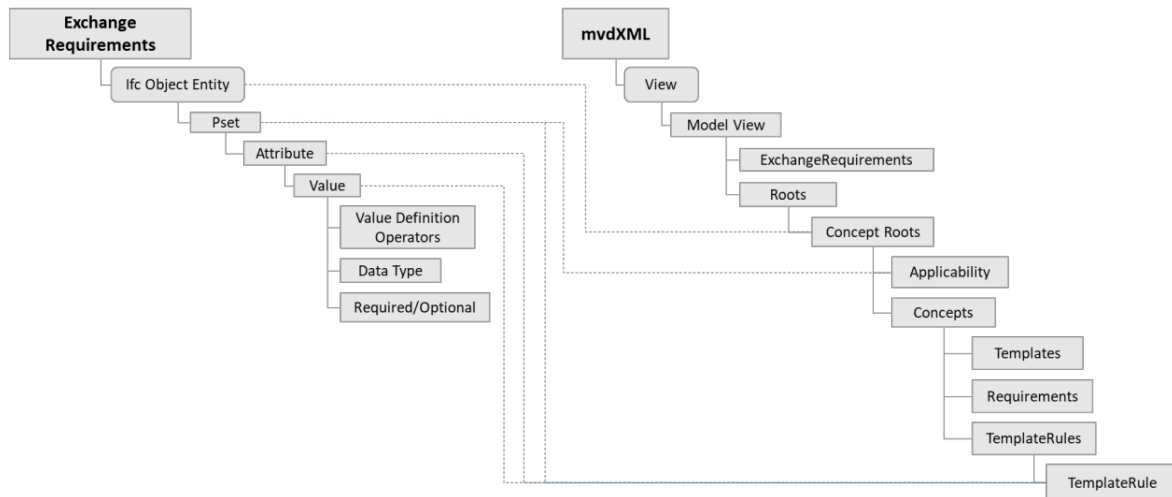 Exchange
Requirements
Ifc Object Entity
Pset
Attribute
Value
Value Definition
Operators
Data Type
Required/Optional
mvdXML
View
Model View
ExchangeRequirements
Roots
Concept Roots
Applicability
Concepts
Templates
Requirements
TemplateRules
TemplateRule